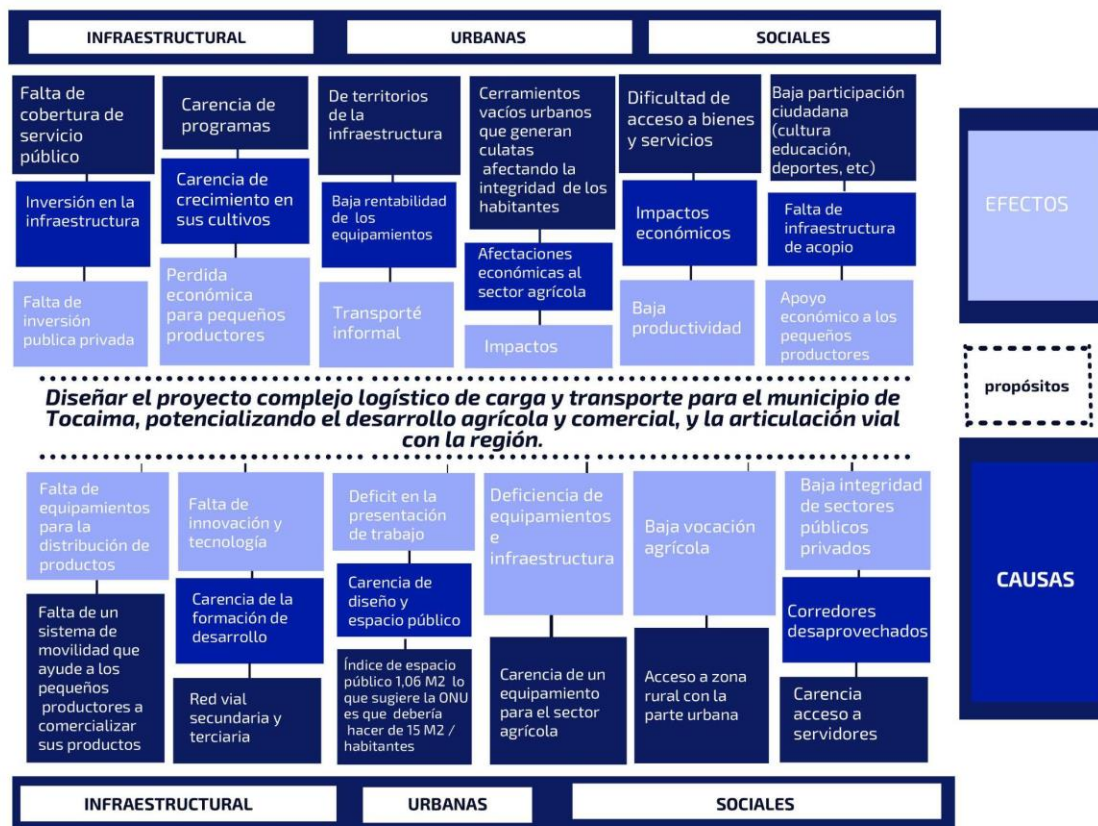 INFRAESTRUCTURAL
URBANAS
SOCIALES
Falta de
cobertura de
servicio
público
Inversión en la
infraestructura
Falta de
inversión
publica privada
Carencia de
programas
Carencia de
crecimiento en
sus cultivos
Perdida
económica
para pequeños
productores
De territorios
de la
infraestructura
Baja rentabilidad
de los
equipamientos
Transporté
informal
Cerramientos
vacíos urbanos
que generan
culatas
afectando la
integridad de los
habitantes
Afectaciones
económicas al
sector agrícola
Impactos
Dificultad de
acceso a bienes
y servicios
Impactos
económicos
Baja
productividad
Baja participación
ciudadana
(cultura
educación,
deportes, etc)
Falta de
infraestructura
de acopio
Apoyo
económico a los
pequeños
productores
EFECTOS
Diseñar el proyecto complejo logístico de carga y transporte para el municipio de
Tocaima, potencializando el desarrollo agrícola y comercial, y la articulación vial
con la región.
propósitos
Falta de
equipamientos
para la
distribución de
productos
Falta de un
sistema de
movilidad que
ayude a los
pequeños
productores a
comercializar
sus productos
Falta de
innovación y
tecnología
Carencia de la
formación de
desarrollo
Red vial
secundaria y
terciaria
Deficit en la
presentación
de trabajo
Carencia de
diseño y
espacio público
Índice de espacio
público 1,06 M2 lo
que sugiere la ONU
es que debería
hacer de 15 M2 /
habitantes
Deficiencia de
equipamientos
e
infraestructura
Carencia de un
equipamiento
para el sector
agrícola
Baja vocación
agrícola
Acceso a zona
rural con la
parte urbana
Baja integridad
de sectores
públicos
privados
Corredores
desaprovechados
Carencia
acceso a
servidores
CAUSAS
INFRAESTRUCTURAL
URBANAS
SOCIALES